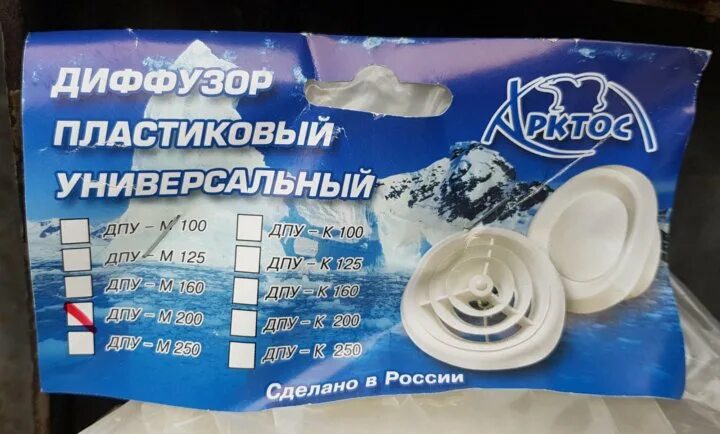 ДИФФУЗОР
ПЛАСТИКОВЫЙ
УНИВЕРСАЛЬНЫЙ
АРКТОС
ДПУ – М 100
ДПУ – М 125
ДПУ – М 160
ДПУ – М 200
ДПУ – М 250
ДПУ – К 100
ДПУ – К 125
ДПУ – К 160
ДПУ – К 200
ДПУ – К 250
Сделано в России